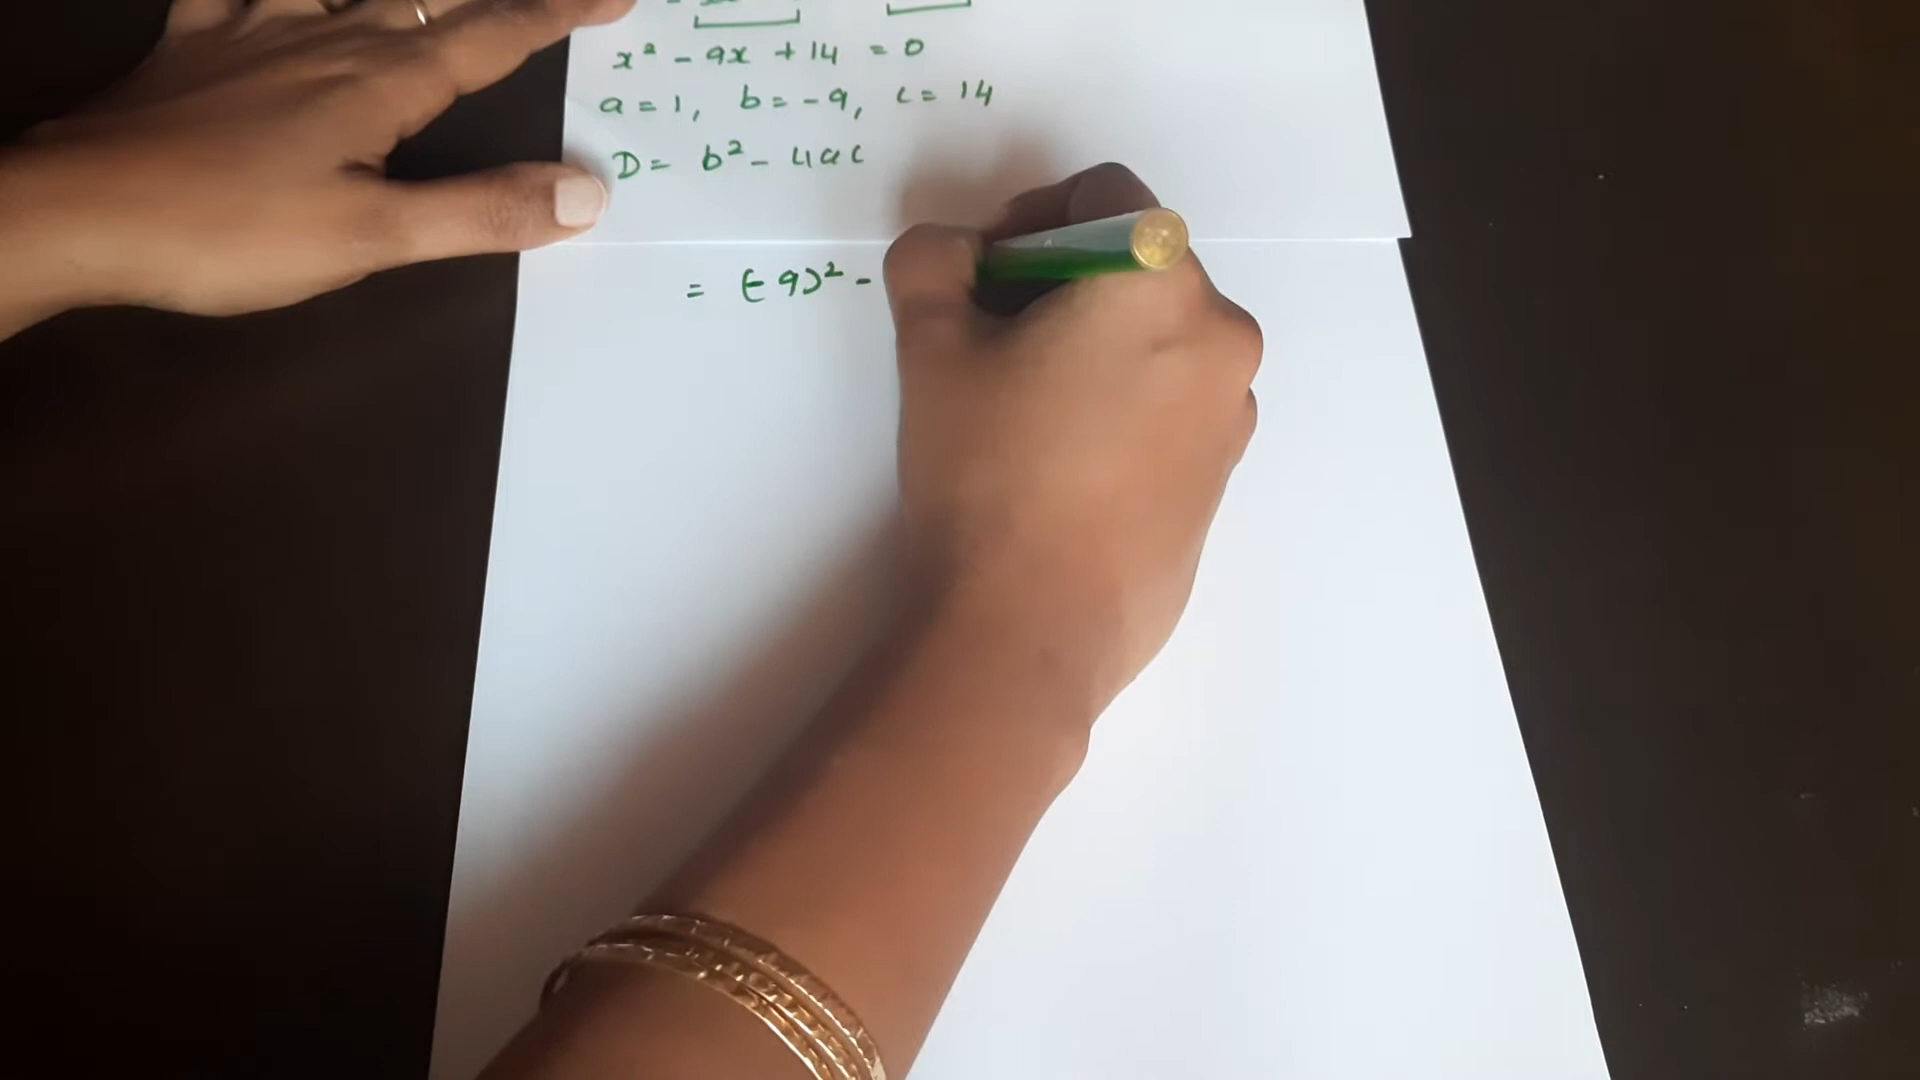 x² - 9x + 14 = 0
a = 1, b = -9, c = 14
D = b² - 4ac
= (-9)² -